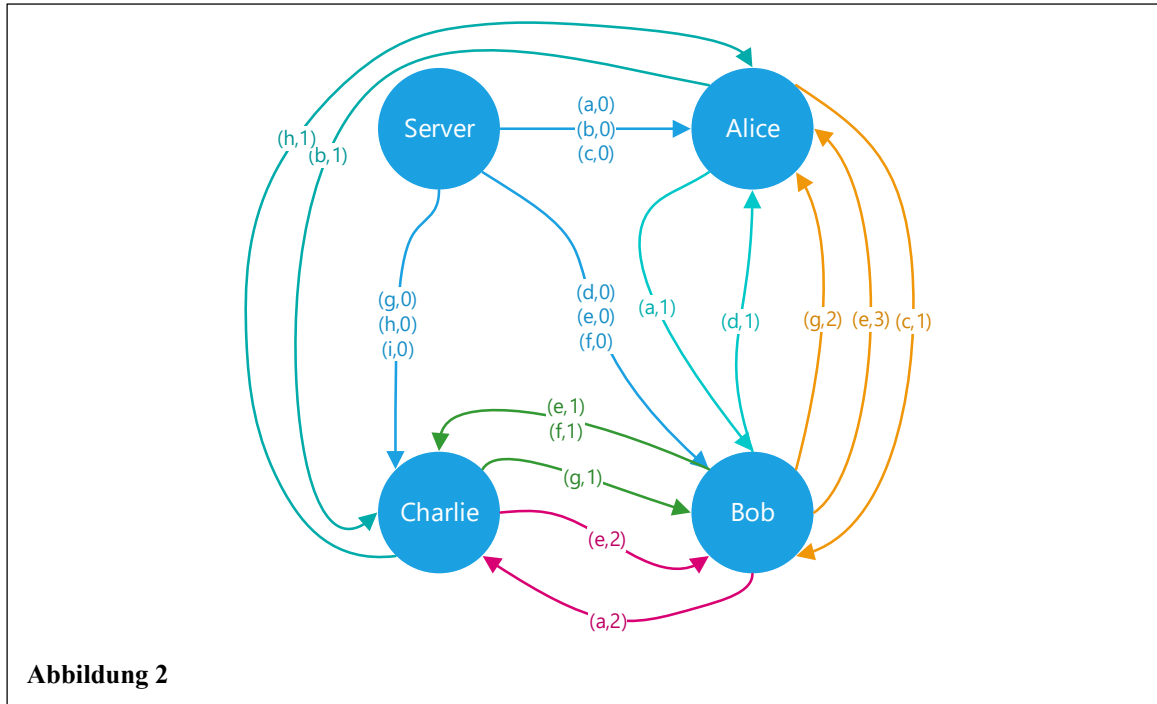 Server
Alice
(a,0)
(b,0)
(c,0)
(h,1)
(b,1)
(g,0)
(h,0)
(i,0)
(d,0)
(e,0)
(f,0)
(a,1)
(d,1)
(g,2)
(e,3)
(c,1)
(e,1)
(f,1)
(g,1)
Charlie
Bob
(e,2)
(a,2)
Abbildung 2